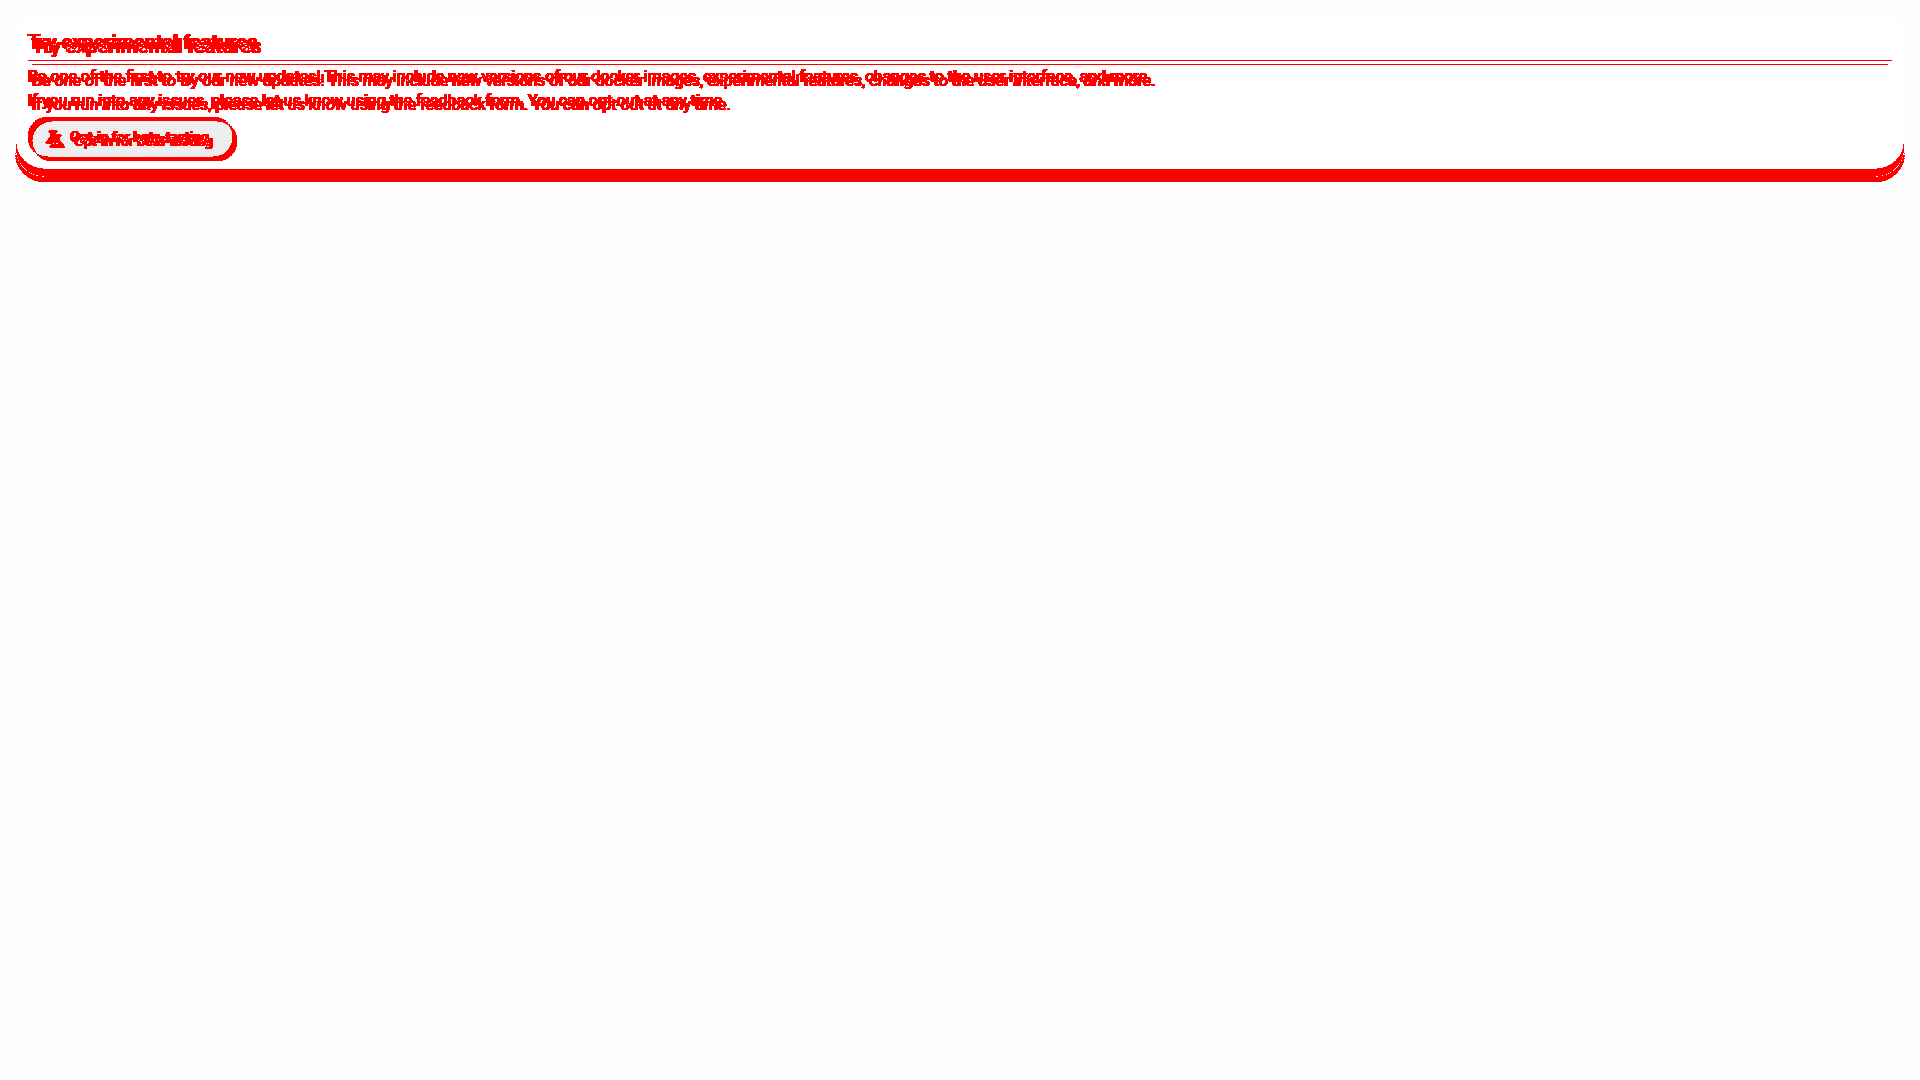 Try experimental features
Be one of the first to try our new updates! This may include new versions of our docker images, experimental features, changes to the user interface, and more.
If you run into any issues, please let us know using the feedback form. You can opt out at any time.
Opt in for beta testing